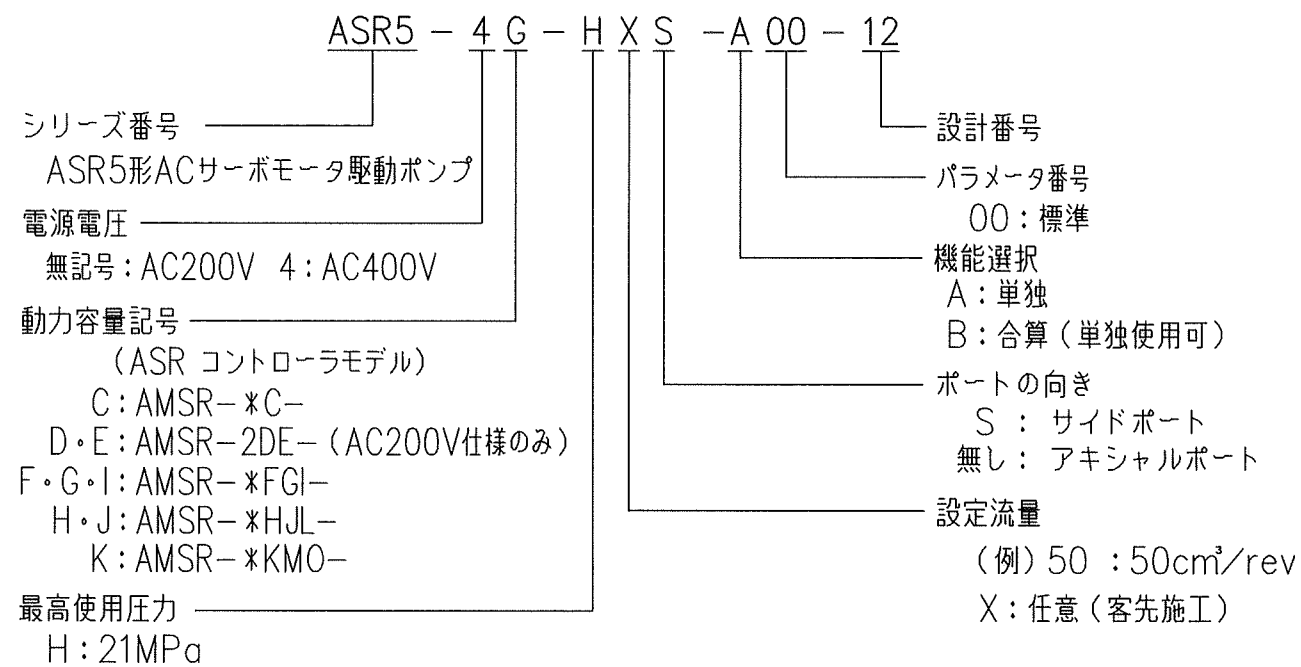 ASR5 - 4 G - H X S - A 00 - 12
シリーズ番号
ASR5形ACサーボモータ駆動ポンプ
電源電圧
無記号:AC200V 4:AC400V
動力容量記号
(ASR コントローラモデル)
C:AMSR-*C-
D・E:AMSR-2DE-(AC200V仕様のみ)
F・G・I:AMSR-*FGI-
H・J:AMSR-*HJL-
K:AMSR-*KMO-
最高使用圧力
H:21MPa
設計番号
パラメータ番号
00:標準
機能選択
A:単独
B:合算(単独使用可)
ポートの向き
S : サイドポート
無し: アキシャルポート
設定流量
(例)50 :50cm³/rev
X:任意(客先施工)